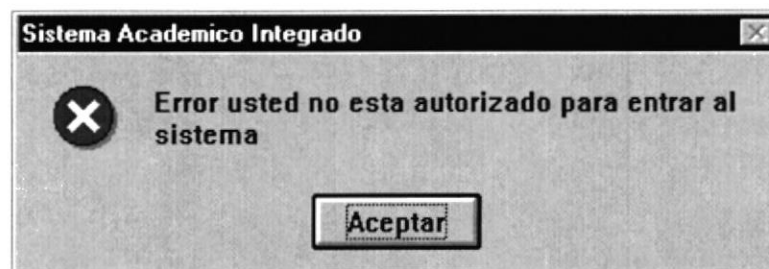 Sistema Academico Integrado
Error usted no esta autorizado para entrar al
sistema
Aceptar